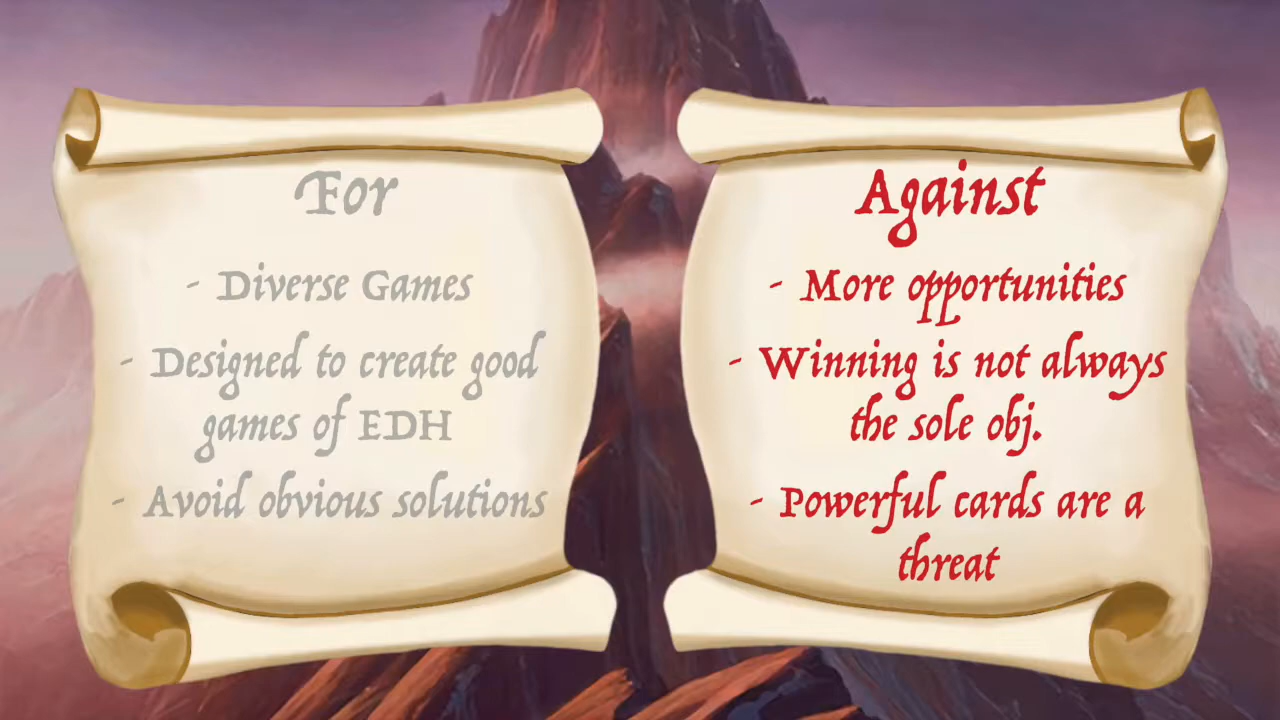 For
- Diverse Games
- Designed to create good
games of EDH
- Avoid obvious solutions
Against
- More opportunities
- Winning is not always
the sole obj.
- Powerful cards are a
threat